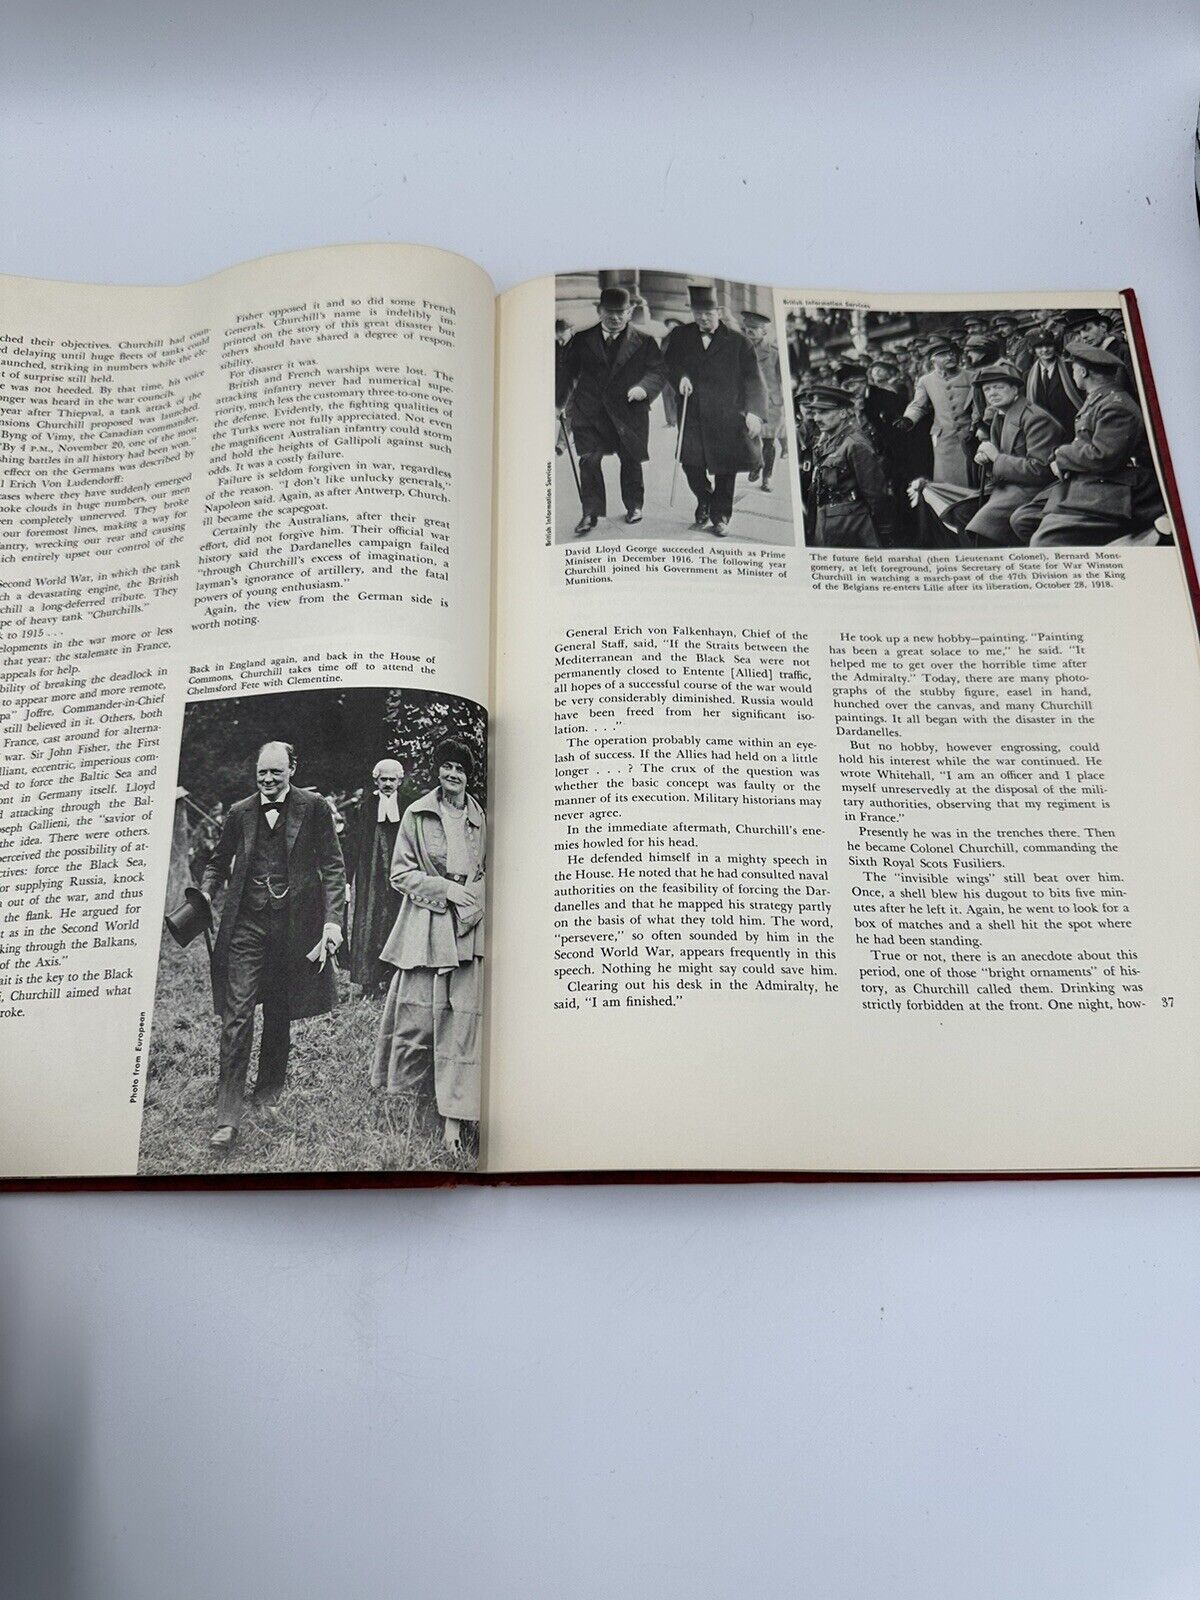 ched their objectives. Churchill had coun-
d delaying until huge fleets of tanks could
aunched, striking in numbers while the ele-
t of surprise still held.
e was not heeded. By that time, his voice
onger was heard in the war councils.
year after Thiepval, a tank attack of the
nsions Churchill proposed was launched.
Byng of Vimy, the Canadian commander,
"By 4 P.M., November 20, one of the most
shing battles in all history had been won."
effect on the Germans was described by
l Erich Von Ludendorff:
cases where they have suddenly emerged
moke clouds in huge numbers, our men
en completely unnerved. They broke
our foremost lines, making a way for
antry, wrecking our rear and causing
ich entirely upset our control of the
Second World War, in which the tank
ch a devastating engine, the British
chill a long-deferred tribute. They
pe of heavy tank "Churchills."
k to 1915 . . .
elopments in the war more or less
that year: the stalemate in France,
appeals for help.
bility of breaking the deadlock in
to appear more and more remote,
pa" Joffre, Commander-in-Chief
still believed in it. Others, both
France, cast around for alterna-
war. Sir John Fisher, the First
lliant, eccentric, imperious com-
ed to force the Baltic Sea and
ont in Germany itself. Lloyd
d attacking through the Bal-
seph Gallieni, the "savior of
the idea. There were others.
perceived the possibility of at-
ctives: force the Black Sea,
or supplying Russia, knock
out of the war, and thus
the flank. He argued for
t as in the Second World
king through the Balkans,
of the Axis."
ait is the key to the Black
, Churchill aimed what
roke.
Fisher opposed it and so did some French
Generals. Churchill's name is indelibly im-
printed on the story of this great disaster but
others should have shared a degree of respon-
sibility.
For disaster it was.
British and French warships were lost. The
attacking infantry never had numerical supe-
riority, much less the customary three-to-one over
the defense. Evidently, the fighting qualities of
the Turks were not fully appreciated. Not even
the magnificent Australian infantry could storm
and hold the heights of Gallipoli against such
odds. It was a costly failure.
Failure is seldom forgiven in war, regardless
of the reason. "I don't like unlucky generals,"
Napoleon said. Again, as after Antwerp, Church-
ill became the scapegoat.
Certainly the Australians, after their great
effort, did not forgive him. Their official war
history said the Dardanelles campaign failed
"through Churchill's excess of imagination, a
layman's ignorance of artillery, and the fatal
powers of young enthusiasm."
Again, the view from the German side is
worth noting.
Back in England again, and back in the House of
Commons, Churchill takes time off to attend the
Chelmsford Fete with Clementine.
Photo from European
British Information Services
British Information Services
David Lloyd George succeeded Asquith as Prime
Minister in December 1916. The following year
Churchill joined his Government as Minister of
Munitions.
The future field marshal (then Lieutenant Colonel), Bernard Mont-
gomery, at left foreground, joins Secretary of State for War Winston
Churchill in watching a march-past of the 47th Division as the King
of the Belgians re-enters Lille after its liberation, October 28, 1918.
General Erich von Falkenhayn, Chief of the
General Staff, said, "If the Straits between the
Mediterranean and the Black Sea were not
permanently closed to Entente [Allied] traffic,
all hopes of a successful course of the war would
be very considerably diminished. Russia would
have been freed from her significant iso-
lation. . . . "
The operation probably came within an eye-
lash of success. If the Allies had held on a little
longer . . . ? The crux of the question was
whether the basic concept was faulty or the
manner of its execution. Military historians may
never agree.
In the immediate aftermath, Churchill's ene-
mies howled for his head.
He defended himself in a mighty speech in
the House. He noted that he had consulted naval
authorities on the feasibility of forcing the Dar-
danelles and that he mapped his strategy partly
on the basis of what they told him. The word,
"persevere," so often sounded by him in the
Second World War, appears frequently in this
speech. Nothing he might say could save him.
Clearing out his desk in the Admiralty, he
said, "I am finished."
He took up a new hobby—painting. "Painting
has been a great solace to me," he said. "It
helped me to get over the horrible time after
the Admiralty." Today, there are many photo-
graphs of the stubby figure, easel in hand,
hunched over the canvas, and many Churchill
paintings. It all began with the disaster in the
Dardanelles.
But no hobby, however engrossing, could
hold his interest while the war continued. He
wrote Whitehall, "I am an officer and I place
myself unreservedly at the disposal of the mili-
tary authorities, observing that my regiment is
in France."
Presently he was in the trenches there. Then
he became Colonel Churchill, commanding the
Sixth Royal Scots Fusiliers.
The "invisible wings" still beat over him.
Once, a shell blew his dugout to bits five min-
utes after he left it. Again, he went to look for a
box of matches and a shell hit the spot where
he had been standing.
True or not, there is an anecdote about this
period, one of those "bright ornaments" of his-
tory, as Churchill called them. Drinking was
strictly forbidden at the front. One night, how-
37